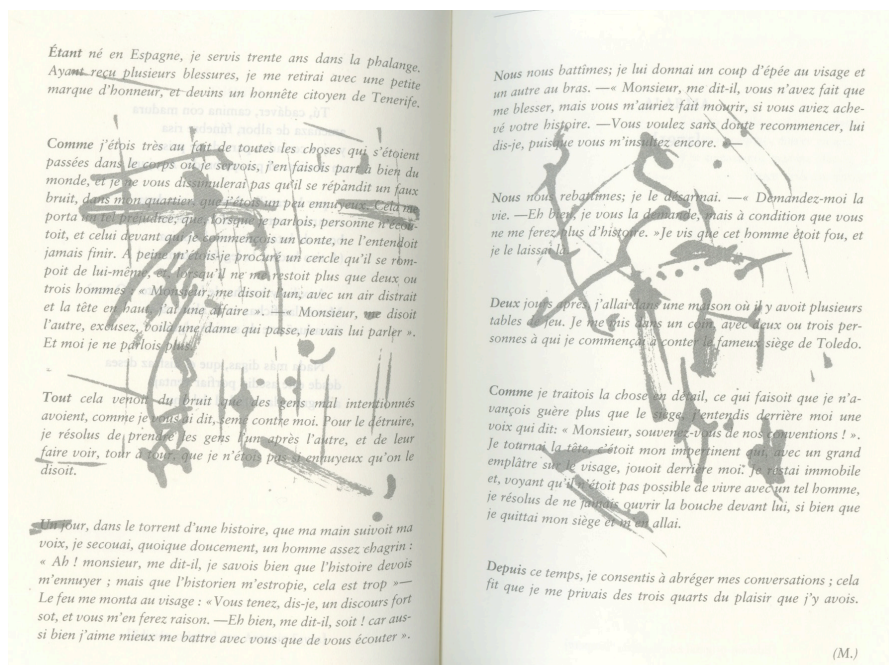 Étant né en Espagne, je servis trente ans dans la phalange.
Ayant reçu plusieurs blessures, je me retirai avec une petite
marque d'honneur, et devins un honnête citoyen de Tenerife.
Comme j'étois très au fait de toutes les choses qui s'étoient
passées dans le corps où je servois, j'en faisois part à bien du
monde, et je ne vous dissimulerai pas qu'il se répandit un faux
bruit, dans mon quartier, que j'étois un peu ennuyeux. Cela me
porta un tel préjudice, que, lorsque je parlois, personne n'écou-
toit, et celui devant qui je commençois un conte, ne l'entendoit
jamais finir. A peine m'étois-je procuré un cercle qu'il se rom-
poit de lui-même, et, lorsqu'il ne me restoit plus que deux ou
trois hommes : « Monsieur, me disoit l'un, avec un air distrait
et la tête en haut, j'ai une affaire ». —« Monsieur, me disoit
l'autre, excusez, voilà une dame qui passe, je vais lui parler ».
Et moi je ne parlois plus.
Tout cela venoit du bruit que des gens mal intentionnés
avoient, comme je vous ai dit, semé contre moi. Pour le détruire,
je résolus de prendre les gens l'un après l'autre, et de leur
faire voir, tour à tour, que je n'étois pas si ennuyeux qu'on le
disoit.
Un jour, dans le torrent d'une histoire, que ma main suivoit ma
voix, je secouai, quoique doucement, un homme assez chagrin :
« Ah ! monsieur, me dit-il, je savois bien que l'histoire devois
m'ennuyer ; mais que l'historien m'estropie, cela est trop »—
Le feu me monta au visage : «Vous tenez, dis-je, un discours fort
sot, et vous m'en ferez raison. —Eh bien, me dit-il, soit ! car aus-
si bien j'aime mieux me battre avec vous que de vous écouter ».
Nous nous battîmes; je lui donnai un coup d'épée au visage et
un autre au bras. —« Monsieur, me dit-il, vous n'avez fait que
me blesser, mais vous m'auriez fait mourir, si vous aviez ache-
vé votre histoire. —Vous voulez sans doute recommencer, lui
dis-je, puisque vous m'insultez encore. »—
Nous nous rebattîmes; je le désarmai. —« Demandez-moi la
vie. —Eh bien, je vous la demande, mais à condition que vous
ne me ferez plus d'histoire. »Je vis que cet homme étoit fou, et
je le laissai là.
Deux jours après, j'allai dans une maison où il y avoit plusieurs
tables de jeu. Je me mis dans un coin, avec deux ou trois per-
sonnes à qui je commençai à conter le fameux siège de Toledo.
Comme je traitois la chose en détail, ce qui faisoit que je n'a-
vançois guère plus que le siège, j'entendis derrière moi une
voix qui dit: « Monsieur, souvenez-vous de nos conventions ! ».
Je tournai la tête, c'étoit mon impertinent qui, avec un grand
emplâtre sur le visage, jouoit derrière moi. Je restai immobile
et, voyant qu'il n'étoit pas possible de vivre avec un tel homme,
je résolus de ne jamais ouvrir la bouche devant lui, si bien que
je quittai mon siège et m'en allai.
Depuis ce temps, je consentis à abréger mes conversations ; cela
fit que je me privais des trois quarts du plaisir que j'y avois.
(M.)